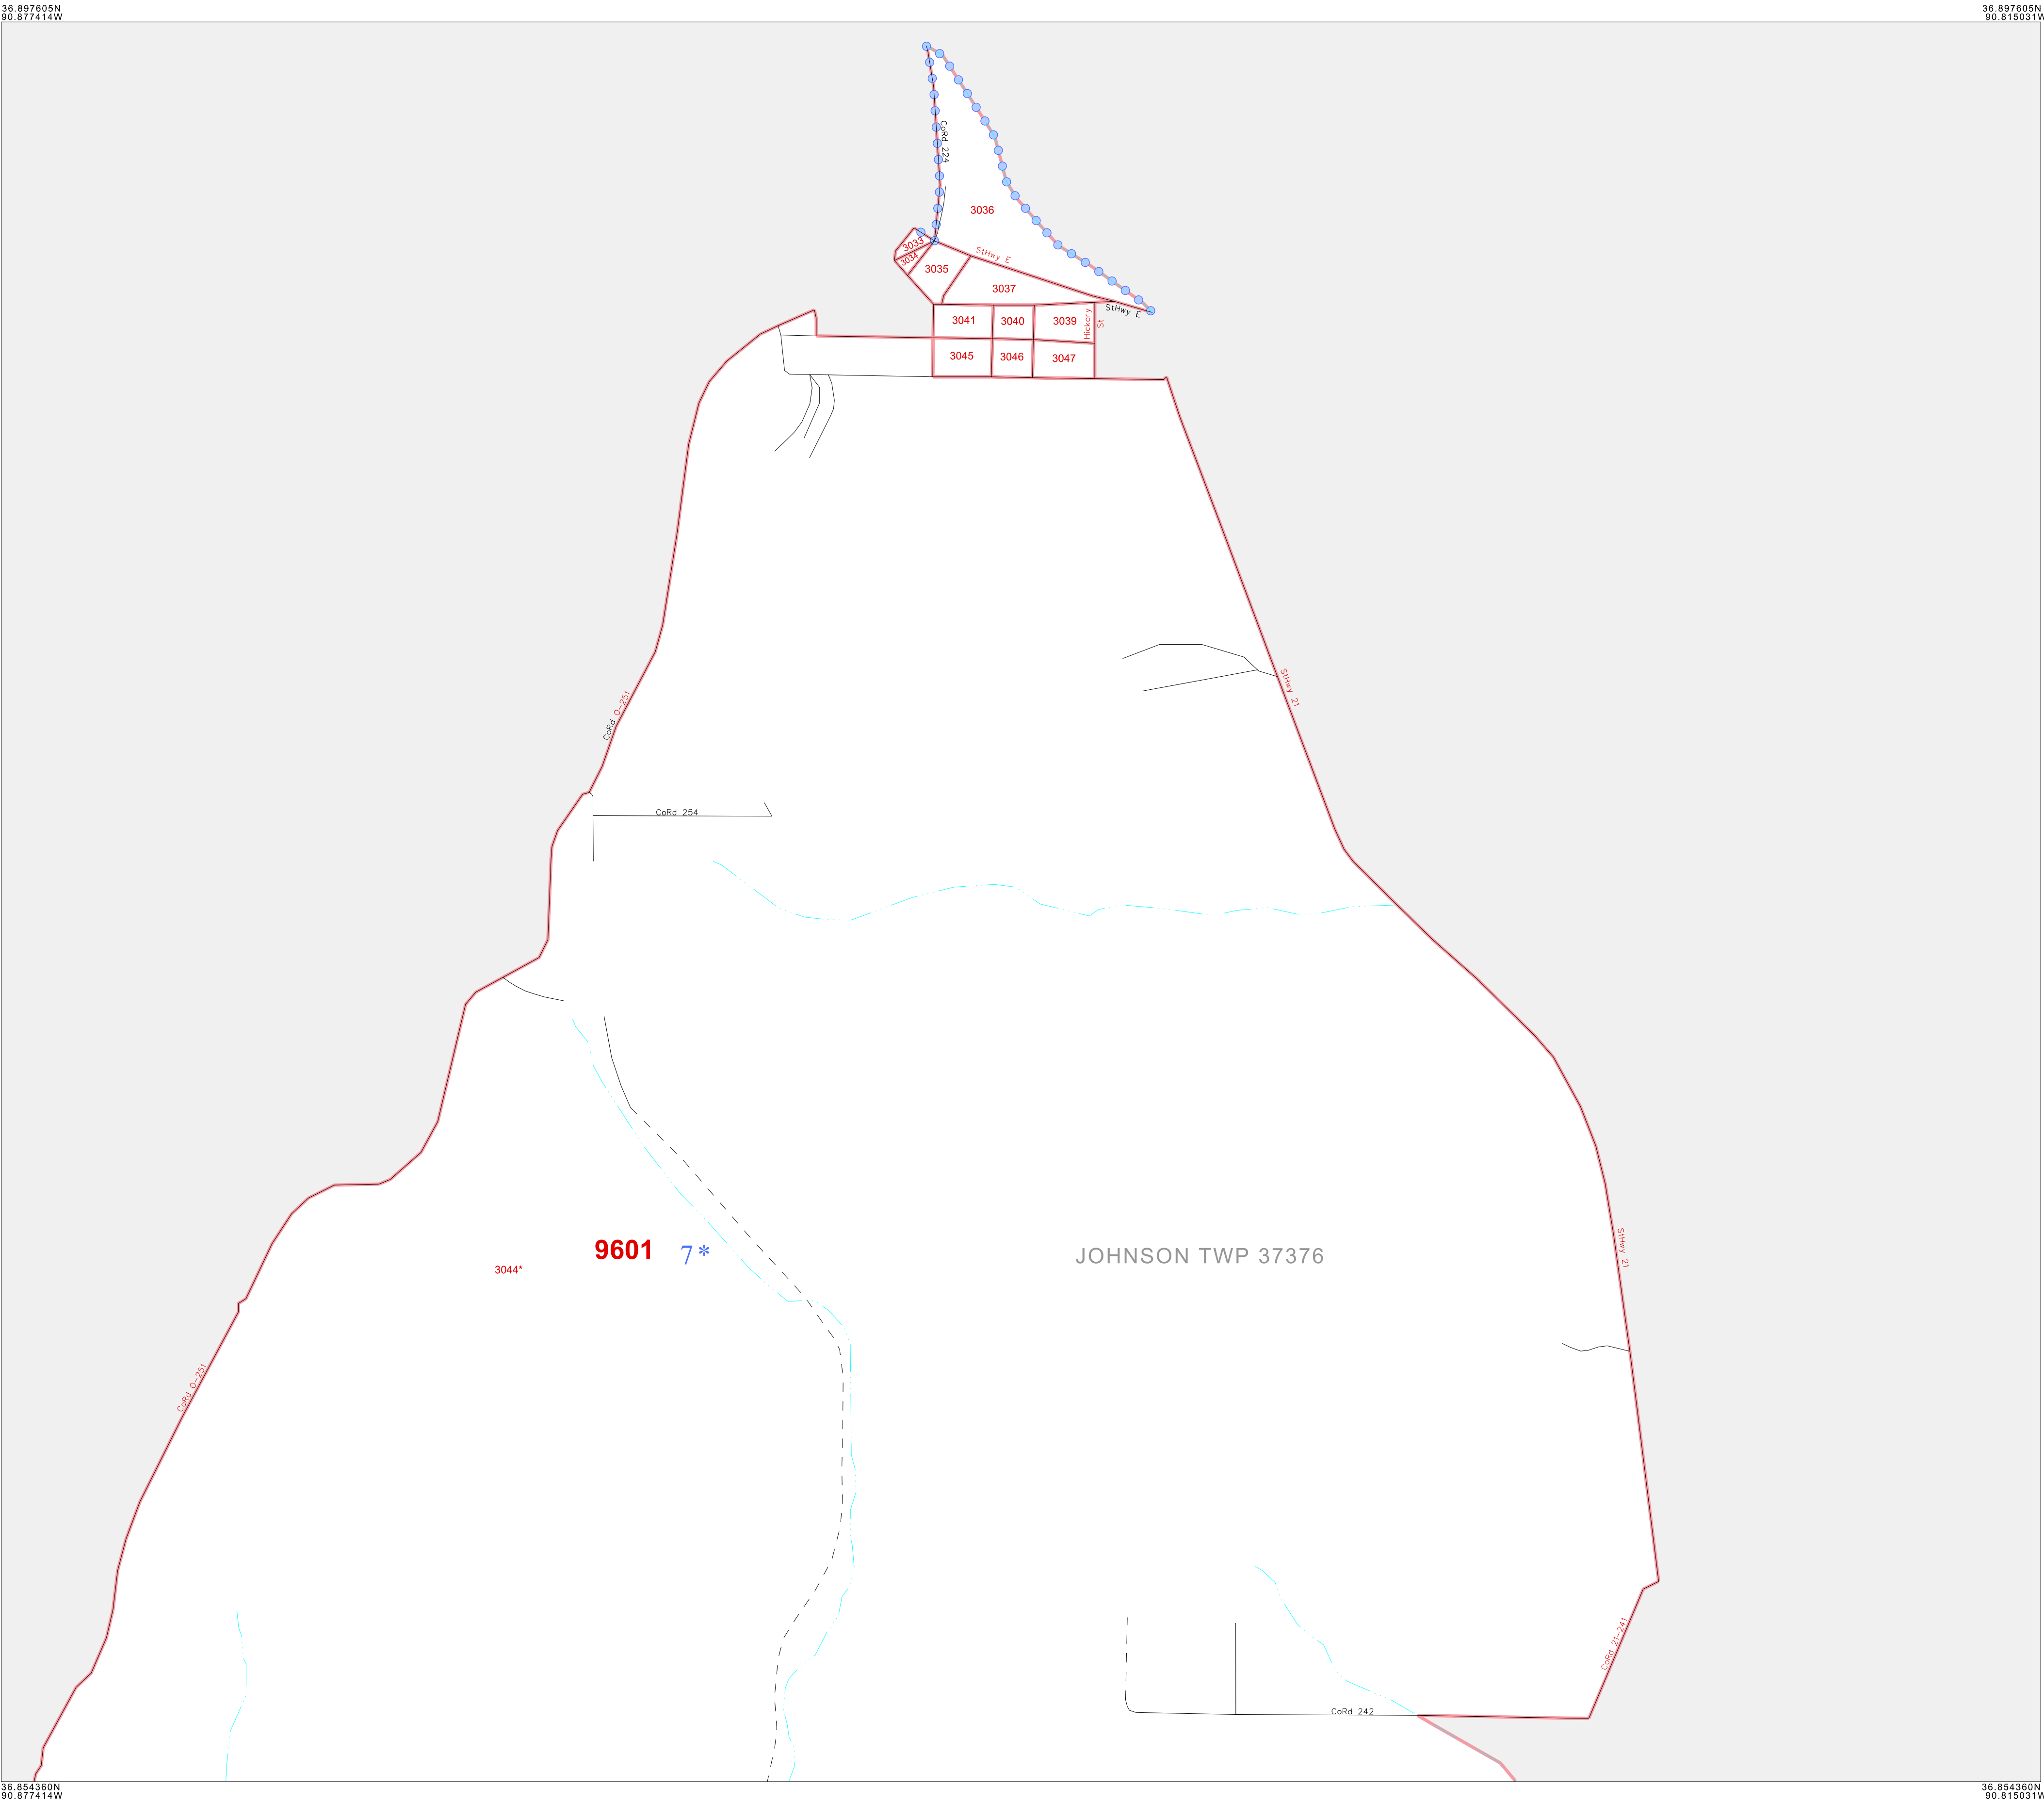 36.897605N
90.877414W
36.897605N
90.815031W
CoRd 224
3036
3033
3034
StHwy E
3035
3037
StHwy E
3041
3040
3039
Hickory St
3045
3046
3047
StHwy 21
CoRd O-251
CoRd 254
StHwy 21
9601
7*
JOHNSON TWP 37376
3044*
CoRd O-251
CoRd 21-241
CoRd 242
36.854360N
90.877414W
36.854360N
90.815031W